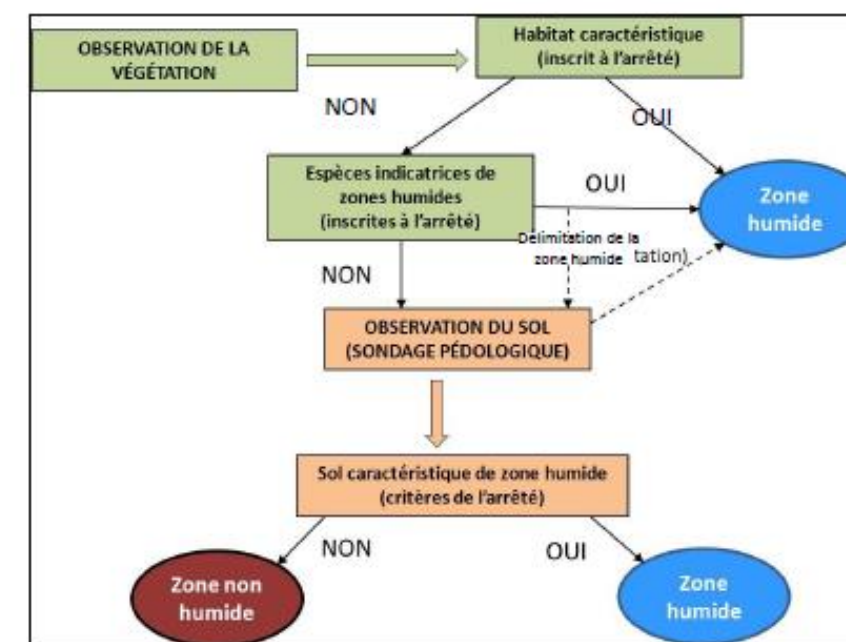 OBSERVATION DE LA
VÉGÉTATION
Habitat caractéristique
(inscrit à l'arrêté)
NON
OUI
Espèces indicatrices de
zones humides
(inscrites à l'arrêté)
OUI
Zone
humide
Délimitation de la
zone humide
tation)
NON
OBSERVATION DU SOL
(SONDAGE PÉDOLOGIQUE)
Sol caractéristique de zone humide
(critères de l'arrêté)
NON
OUI
Zone non
humide
Zone
humide